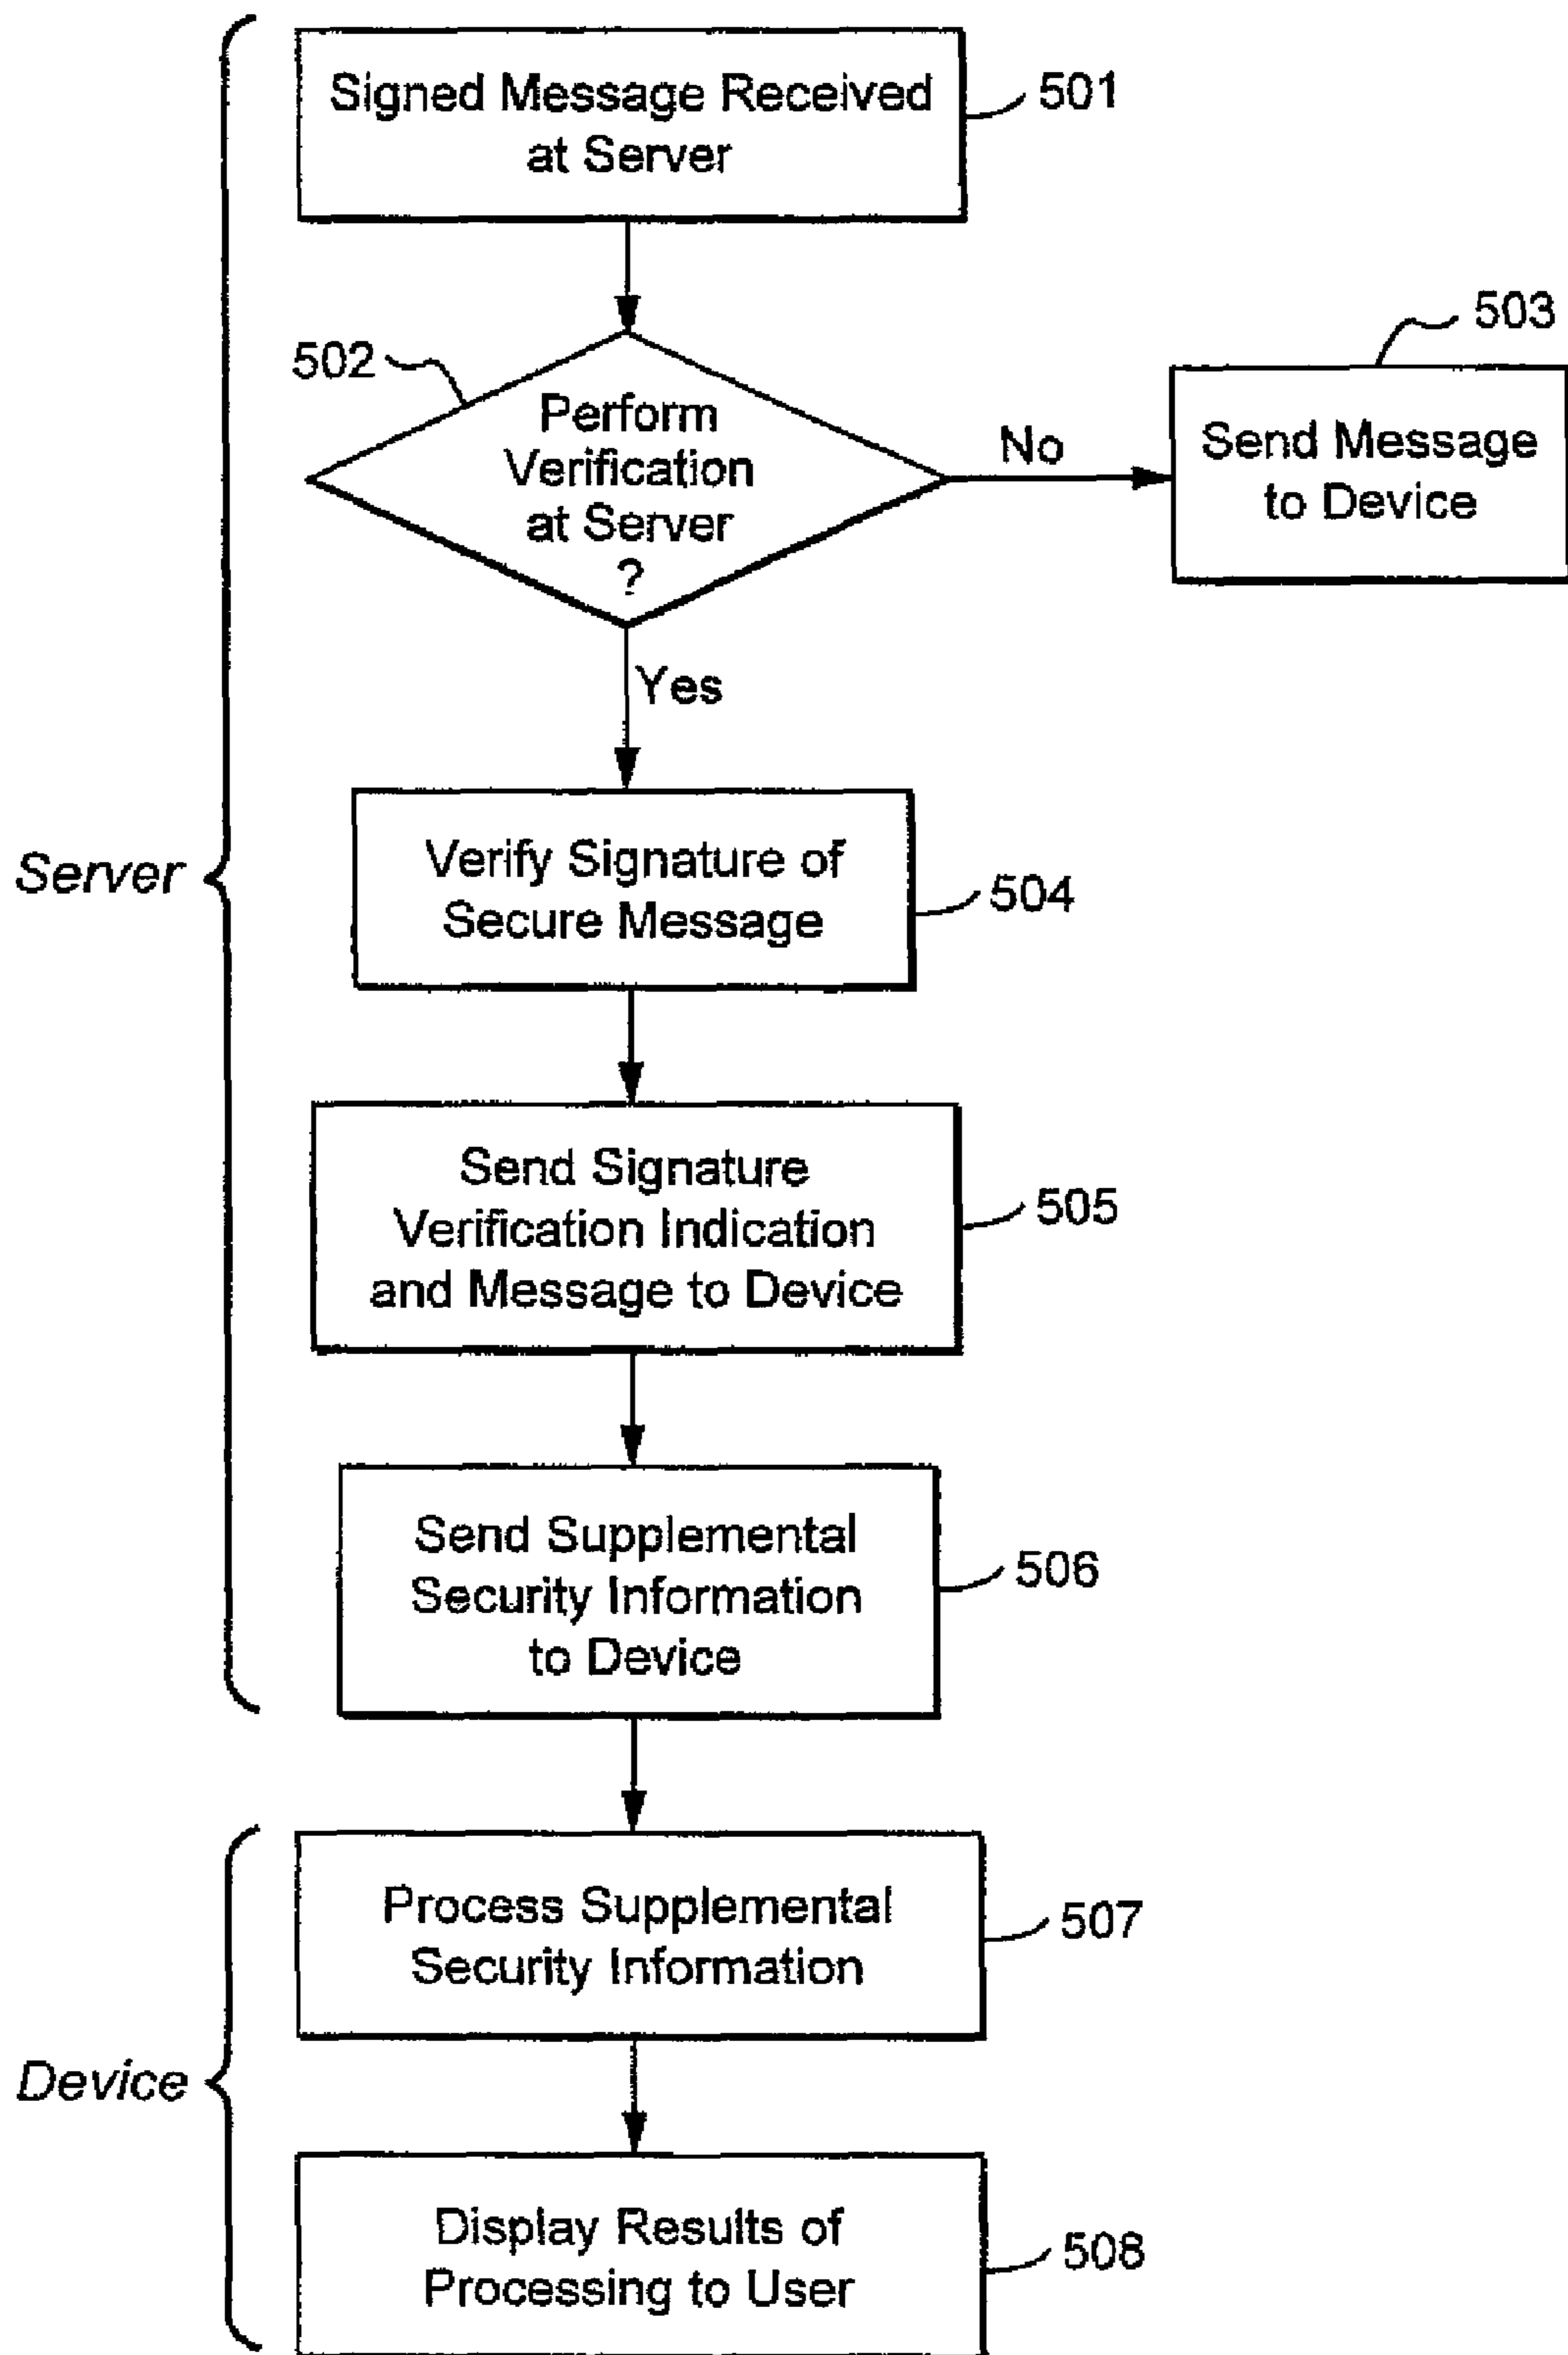 Signed Message Received
at Server
501
502
Perform
Verification
at Server
?
No
503
Send Message
to Device
Yes
Server
Verify Signature of
Secure Message
504
Send Signature
Verification Indication
and Message to Device
505
Send Supplemental
Security Information
to Device
506
Process Supplemental
Security Information
507
Device
Display Results of
Processing to User
508